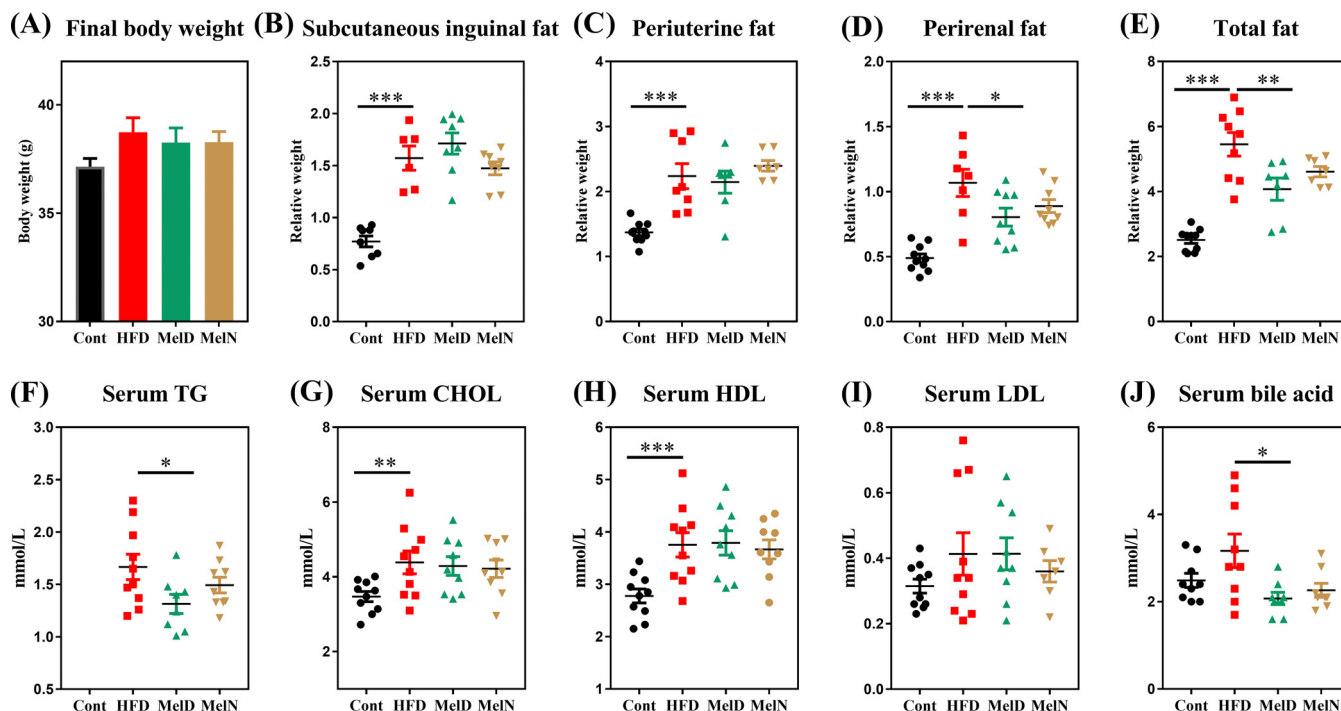 (A) Final body weight
Body weight (g)
40
35
30
Cont HFD MelD MelN
(B) Subcutaneous inguinal fat
Relative weight
2.5
2.0
1.5
1.0
0.5
0.0
***
Cont HFD MelD MelN
(C) Periuterine fat
Relative weight
4
3
2
1
0
***
Cont HFD MelD MelN
(D) Perirenal fat
Relative weight
2.0
1.5
1.0
0.5
0.0
*** *
Cont HFD MelD MelN
(E) Total fat
Relative weight
8
6
4
2
0
*** **
Cont HFD MelD MelN
(F) Serum TG
mmol/L
3.0
2.5
2.0
1.5
1.0
0.5
*
Cont HFD MelD MelN
(G) Serum CHOL
mmol/L
8
6
4
2
**
Cont HFD MelD MelN
(H) Serum HDL
mmol/L
6
5
4
3
2
1
***
Cont HFD MelD MelN
(I) Serum LDL
mmol/L
0.8
0.6
0.4
0.2
0.0
Cont HFD MelD MelN
(J) Serum bile acid
mmol/L
6
4
2
0
*
Cont HFD MelD MelN